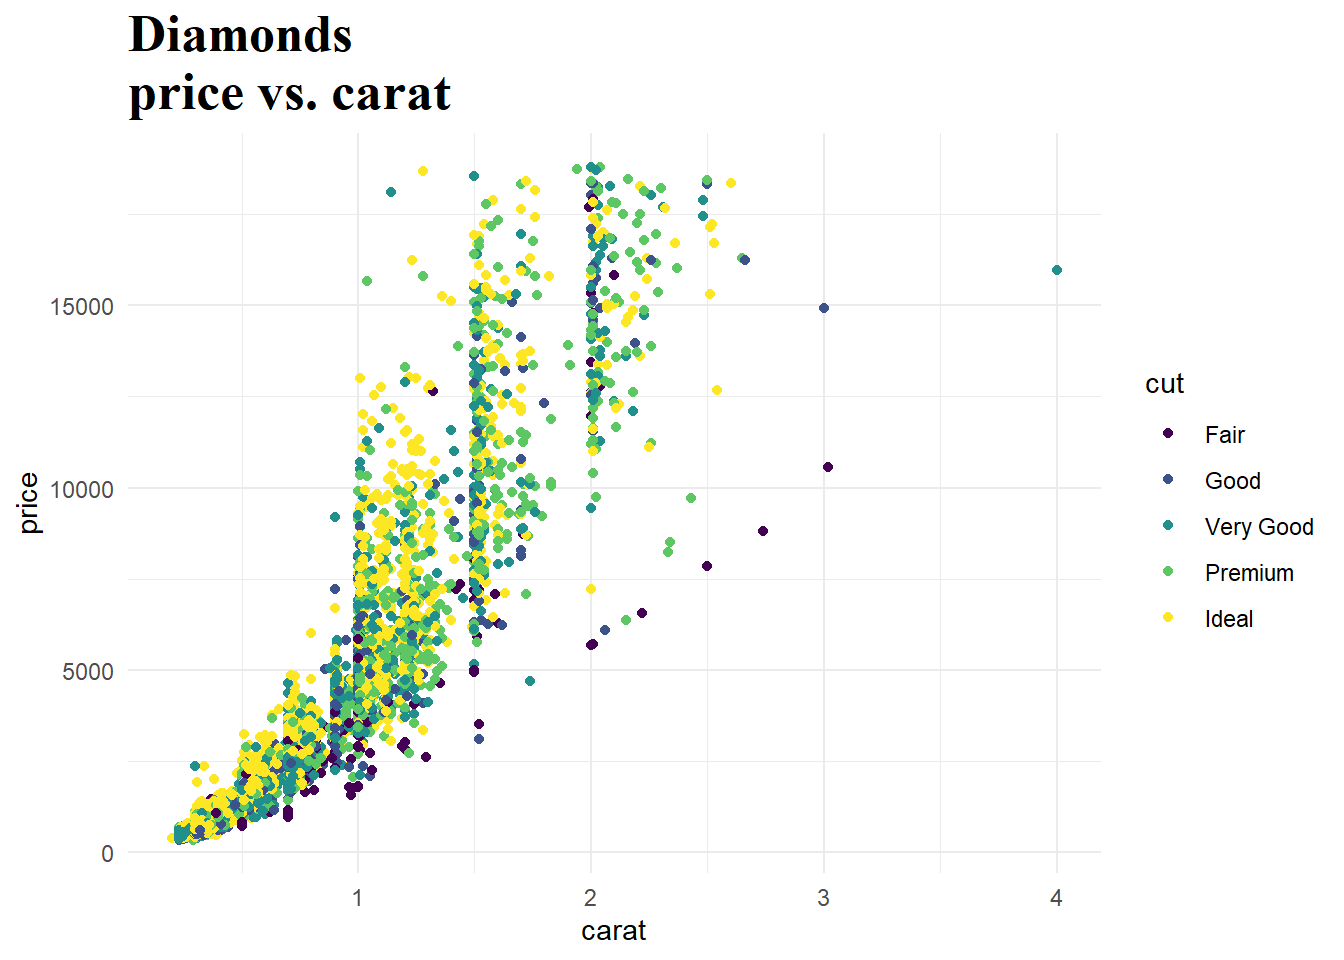 Diamonds
price vs. carat
price
15000
10000
5000
0
1 2 3 4
carat
cut
Fair
Good
Very Good
Premium
Ideal